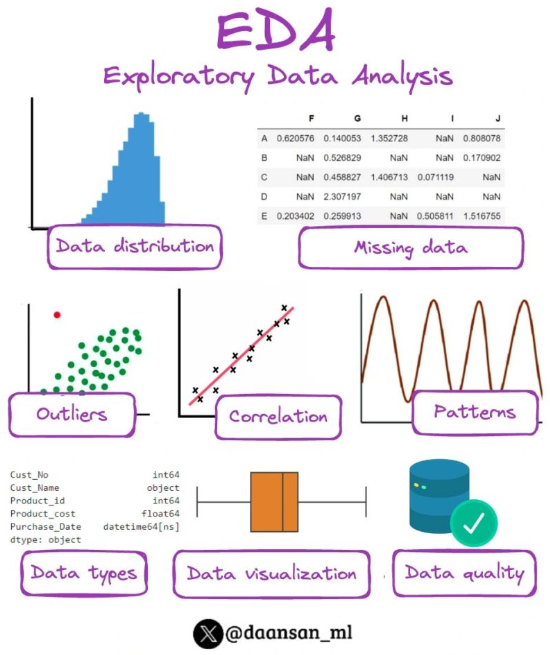 EDA
Exploratory Data Analysis
F G H I J
A 0.620576 0.140053 1.352728 NaN 0.808078
B NaN 0.526829 NaN NaN 0.170902
C NaN 0.458827 1.406713 0.071119 NaN
D NaN 2.307197 NaN NaN NaN
E 0.203402 0.259913 NaN 0.505811 1.516755
Data distribution
Missing data
Outliers
Correlation
Patterns
Cust_No int64
Cust_Name object
Product_id int64
Product_cost float64
Purchase_Date datetime64[ns]
dtype: object
Data types
Data visualization
Data quality
X @daansan_ml